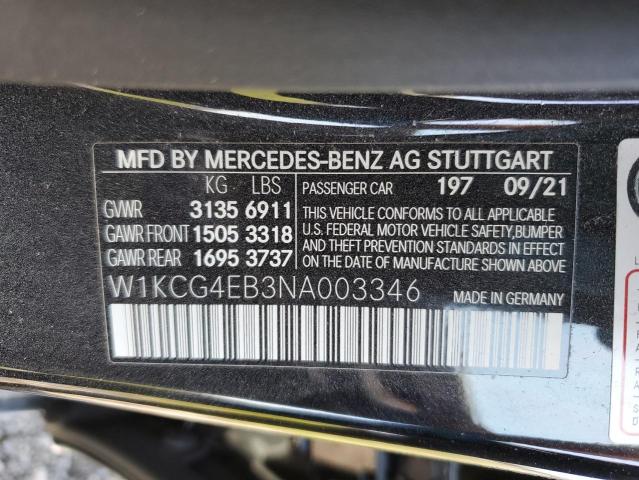 MFD BY MERCEDES-BENZ AG STUTTGART
KG LBS PASSENGER CAR 197 09/21
GVWR 3135 6911
GAWR FRONT 1505 3318
GAWR REAR 1695 3737
THIS VEHICLE CONFORMS TO ALL APPLICABLE
U.S. FEDERAL MOTOR VEHICLE SAFETY,BUMPER
AND THEFT PREVENTION STANDARDS IN EFFECT
ON THE DATE OF MANUFACTURE SHOWN ABOVE
W1KCG4EB3NA003346 MADE IN GERMANY